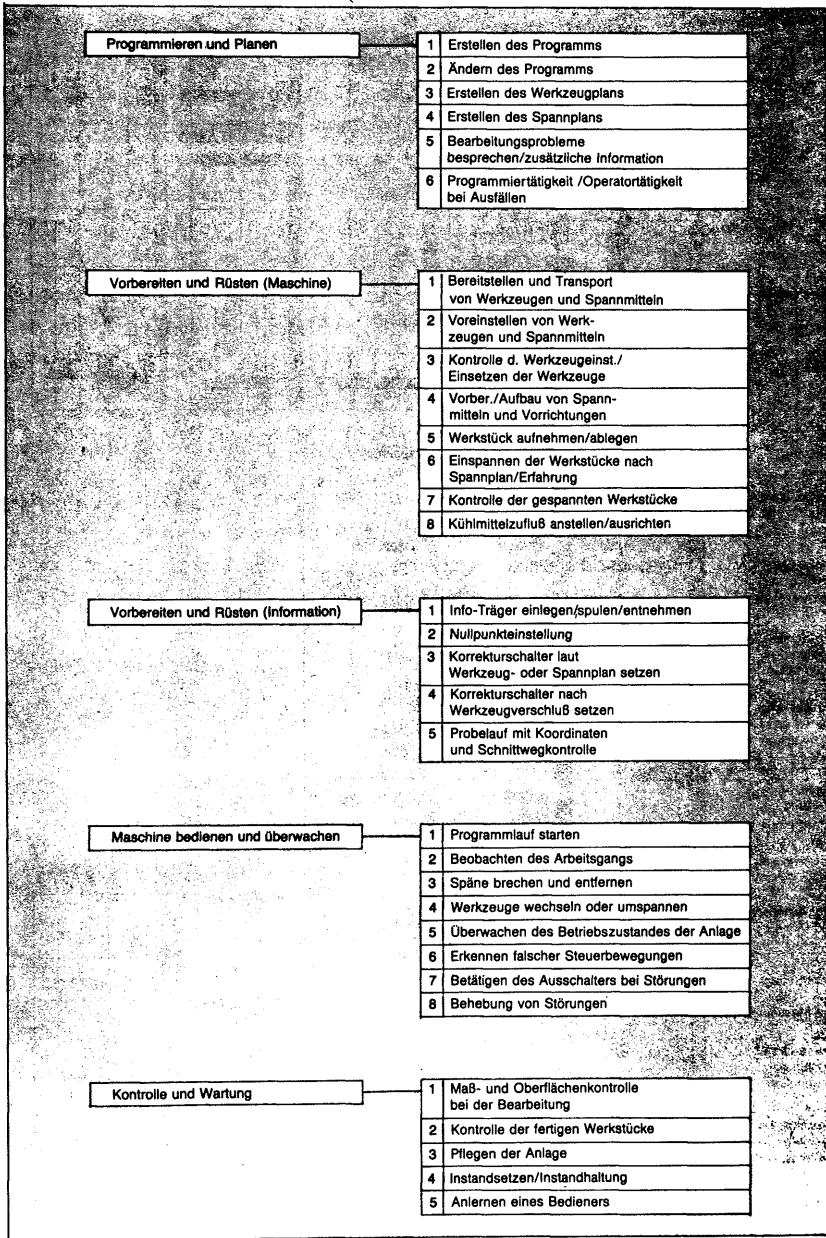 Programmieren und Planen
1 Erstellen des Programms
2 Ändern des Programms
3 Erstellen des Werkzeugplans
4 Erstellen des Spannplans
5 Bearbeitungsprobleme
besprechen/zusätzliche Information
6 Programmiertätigkeit /Operatortätigkeit
bei Ausfällen
Vorbereiten und Rüsten (Maschine)
1 Bereitstellen und Transport
von Werkzeugen und Spannmitteln
2 Voreinstellen von Werk-
zeugen und Spannmitteln
3 Kontrolle d. Werkzeugeinst./
Einsetzen der Werkzeuge
4 Vorber./Aufbau von Spann-
mitteln und Vorrichtungen
5 Werkstück aufnehmen/ablegen
6 Einspannen der Werkstücke nach
Spannplan/Erfahrung
7 Kontrolle der gespannten Werkstücke
8 Kühlmittelzufluß anstellen/ausrichten
Vorbereiten und Rüsten (Information)
1 Info-Träger einlegen/spulen/entnehmen
2 Nullpunkteinstellung
3 Korrekturschalter laut
Werkzeug- oder Spannplan setzen
4 Korrekturschalter nach
Werkzeugverschluß setzen
5 Probelauf mit Koordinaten
und Schnittwegkontrolle
Maschine bedienen und überwachen
1 Programmlauf starten
2 Beobachten des Arbeitsgangs
3 Späne brechen und entfernen
4 Werkzeuge wechseln oder umspannen
5 Überwachen des Betriebszustandes der Anlage
6 Erkennen falscher Steuerbewegungen
7 Betätigen des Ausschalters bei Störungen
8 Behebung von Störungen
Kontrolle und Wartung
1 Maß- und Oberflächenkontrolle
bei der Bearbeitung
2 Kontrolle der fertigen Werkstücke
3 Pflegen der Anlage
4 Instandsetzen/Instandhaltung
5 Anlernen eines Bedieners